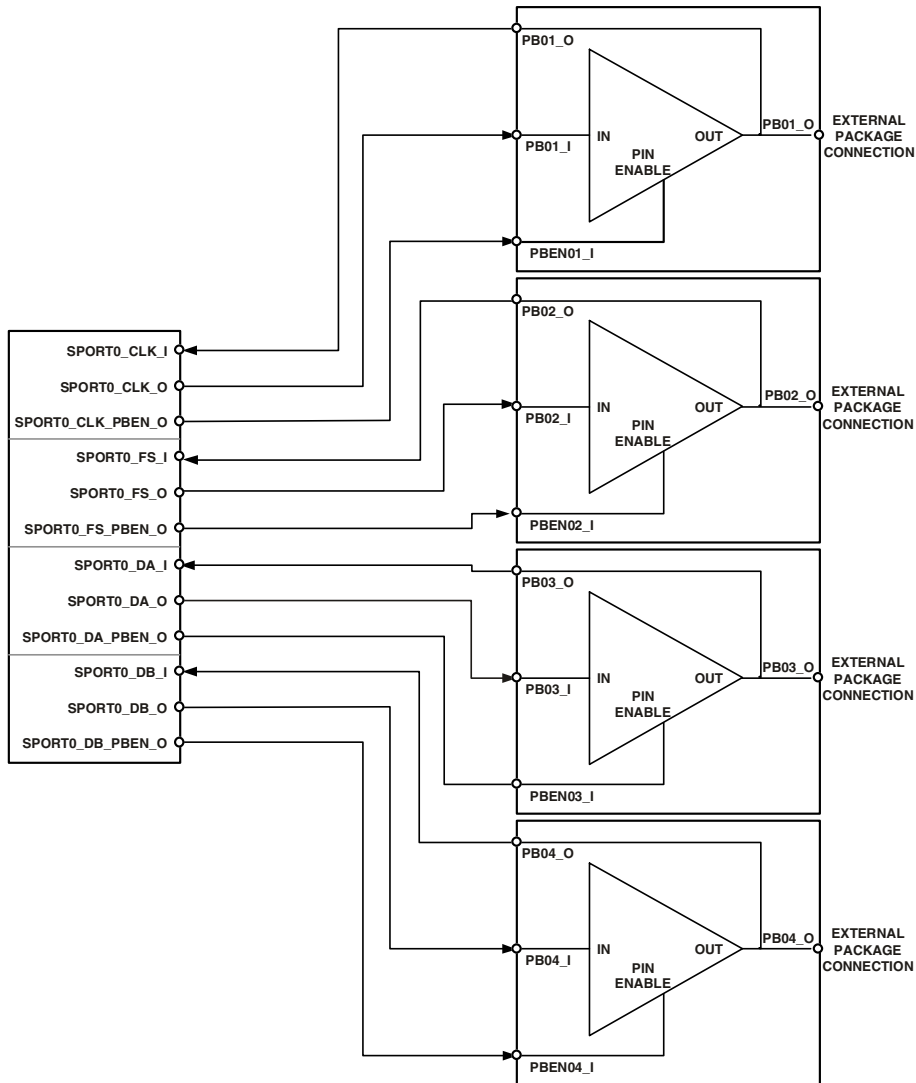 SPORT0_CLK_I
SPORT0_CLK_O
SPORT0_CLK_PBEN_O
SPORT0_FS_I
SPORT0_FS_O
SPORT0_FS_PBEN_O
SPORT0_DA_I
SPORT0_DA_O
SPORT0_DA_PBEN_O
SPORT0_DB_I
SPORT0_DB_O
SPORT0_DB_PBEN_O
PB01_O
PB01_I
PBEN01_I
IN
OUT
PIN
ENABLE
PB01_O
EXTERNAL
PACKAGE
CONNECTION
PB02_O
PB02_I
PBEN02_I
IN
OUT
PIN
ENABLE
PB02_O
EXTERNAL
PACKAGE
CONNECTION
PB03_O
PB03_I
PBEN03_I
IN
OUT
PIN
ENABLE
PB03_O
EXTERNAL
PACKAGE
CONNECTION
PB04_O
PB04_I
PBEN04_I
IN
OUT
PIN
ENABLE
PB04_O
EXTERNAL
PACKAGE
CONNECTION